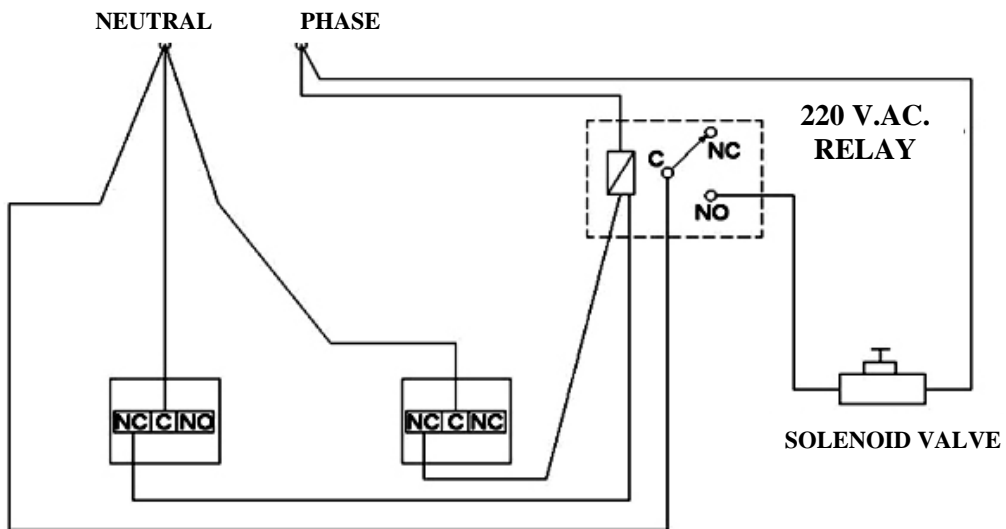 NEUTRAL
PHASE
220 V.AC.
RELAY
C
NC
NO
NC C NO
NC C NC
SOLENOID VALVE